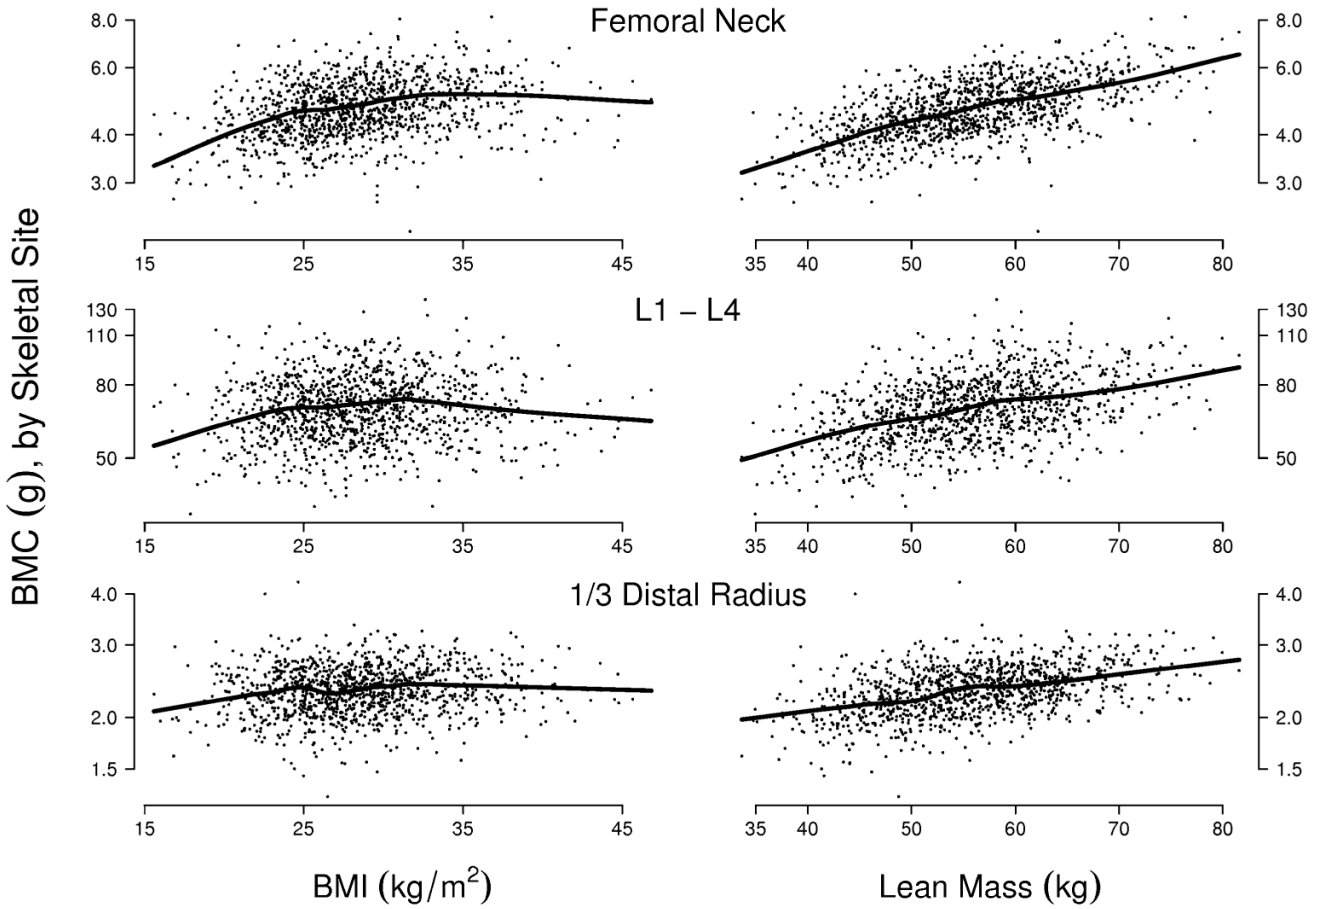 Femoral Neck
8.0
6.0
4.0
3.0
8.0
6.0
4.0
3.0
15 25 35 45
35 40 50 60 70 80
L1 – L4
130
110
80
50
130
110
80
50
15 25 35 45
35 40 50 60 70 80
1/3 Distal Radius
4.0
3.0
2.0
1.5
4.0
3.0
2.0
1.5
15 25 35 45
35 40 50 60 70 80
BMC (g), by Skeletal Site
BMI (kg/m²)
Lean Mass (kg)